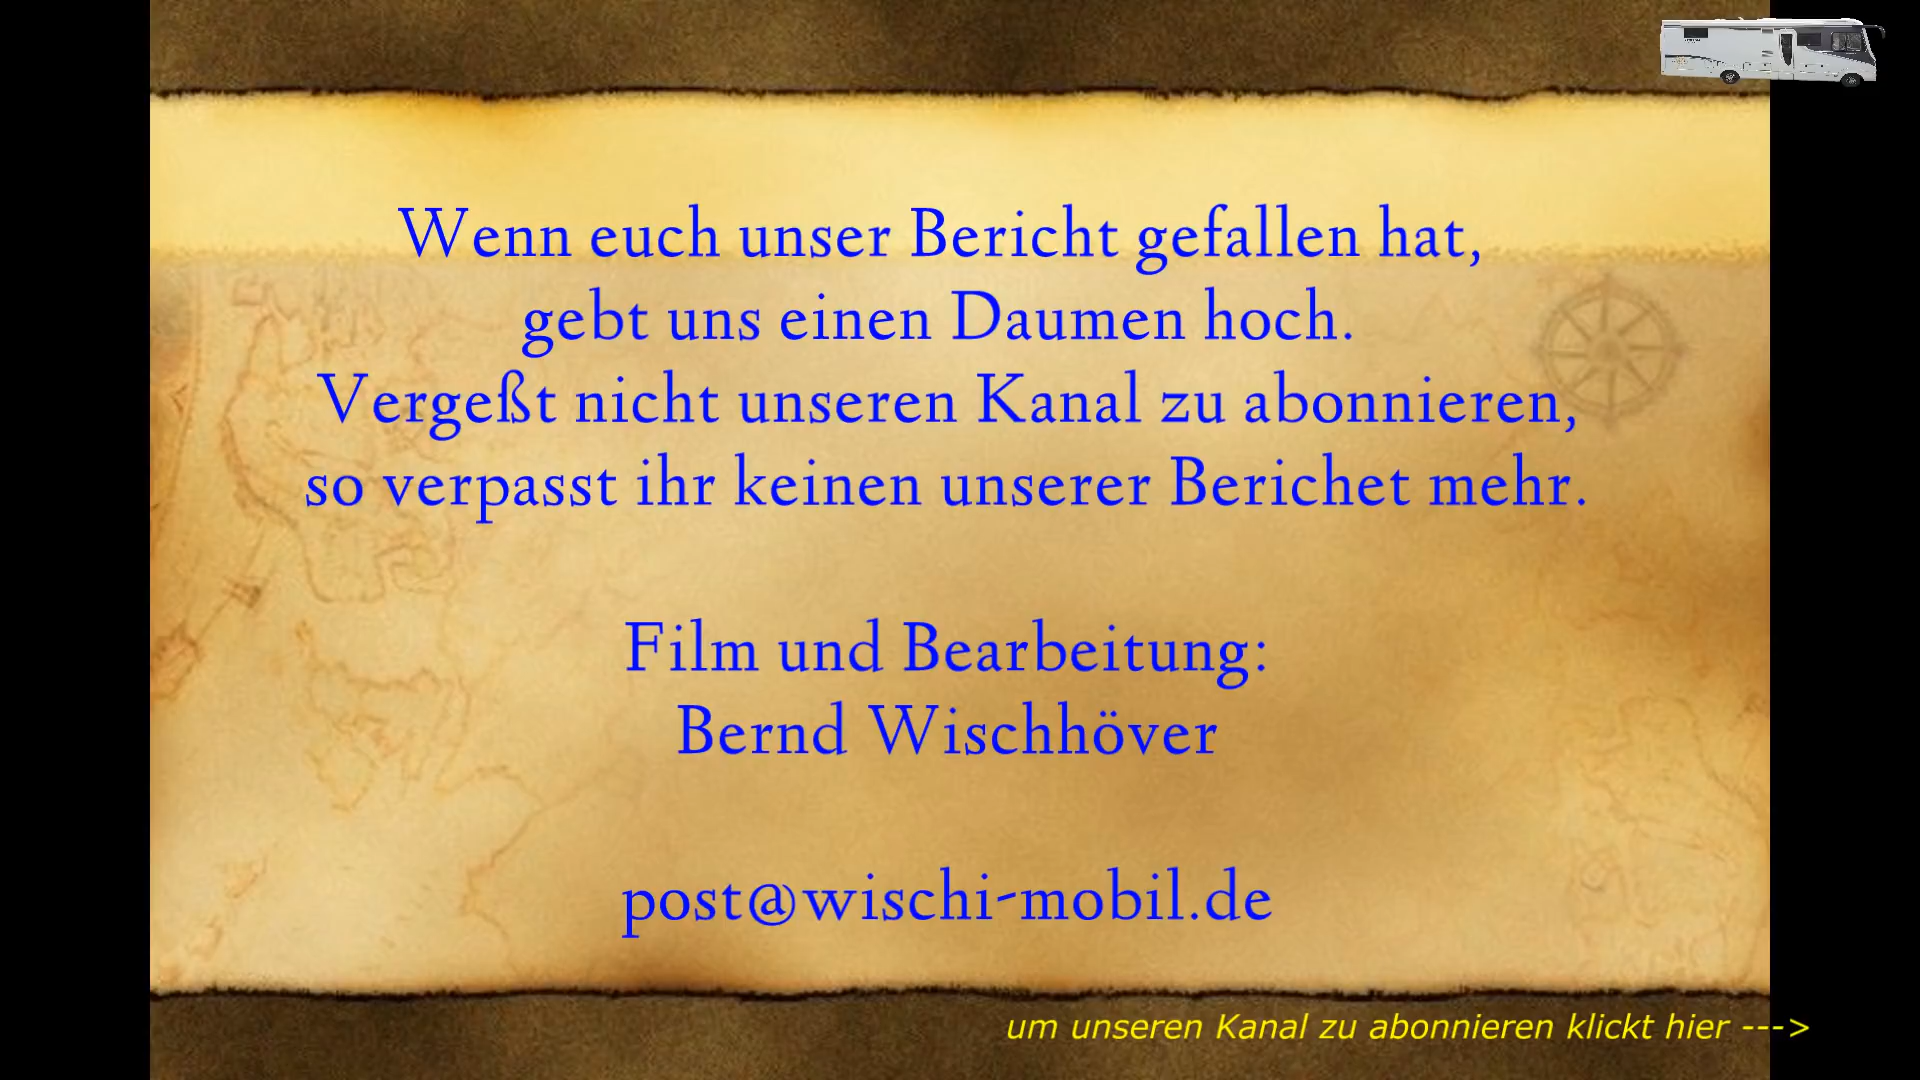 Wenn euch unser Bericht gefallen hat,
gebt uns einen Daumen hoch.
Vergeßt nicht unseren Kanal zu abonnieren,
so verpasst ihr keinen unserer Berichet mehr.
Film und Bearbeitung:
Bernd Wischhöver
post@wischi-mobil.de
um unseren Kanal zu abonnieren klickt hier --->